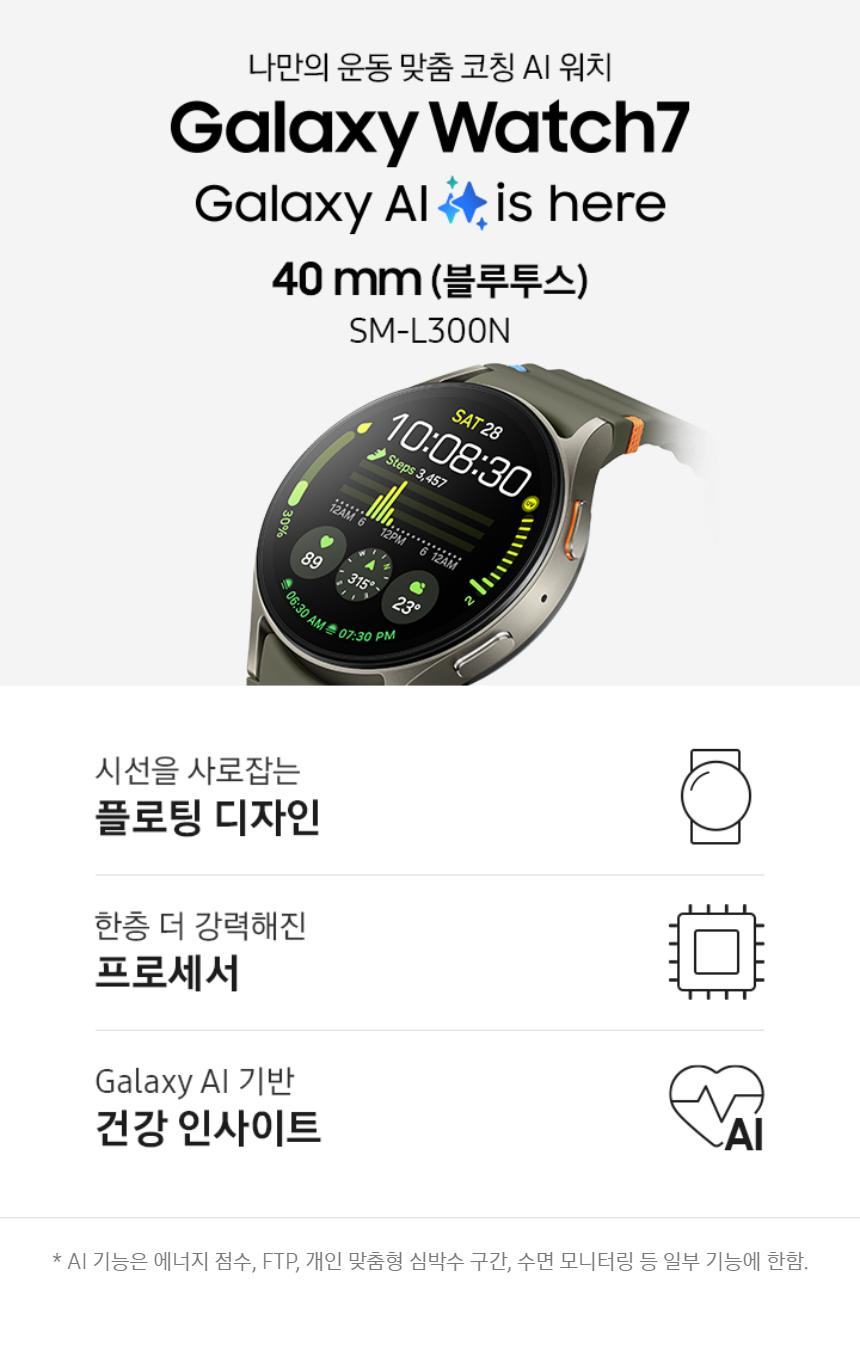 나만의 운동 맞춤 코칭 AI 워치
Galaxy Watch7
Galaxy AI is here
40 mm (블루투스)
SM-L300N
SAT 28
10:08:30
Steps 3,457
30%
12AM 6 12PM 6 12AM
UV
2
89
315°
23°
06:30 AM 07:30 PM
시선을 사로잡는
플로팅 디자인
한층 더 강력해진
프로세서
Galaxy AI 기반
건강 인사이트
AI
* AI 기능은 에너지 점수, FTP, 개인 맞춤형 심박수 구간, 수면 모니터링 등 일부 기능에 한함.